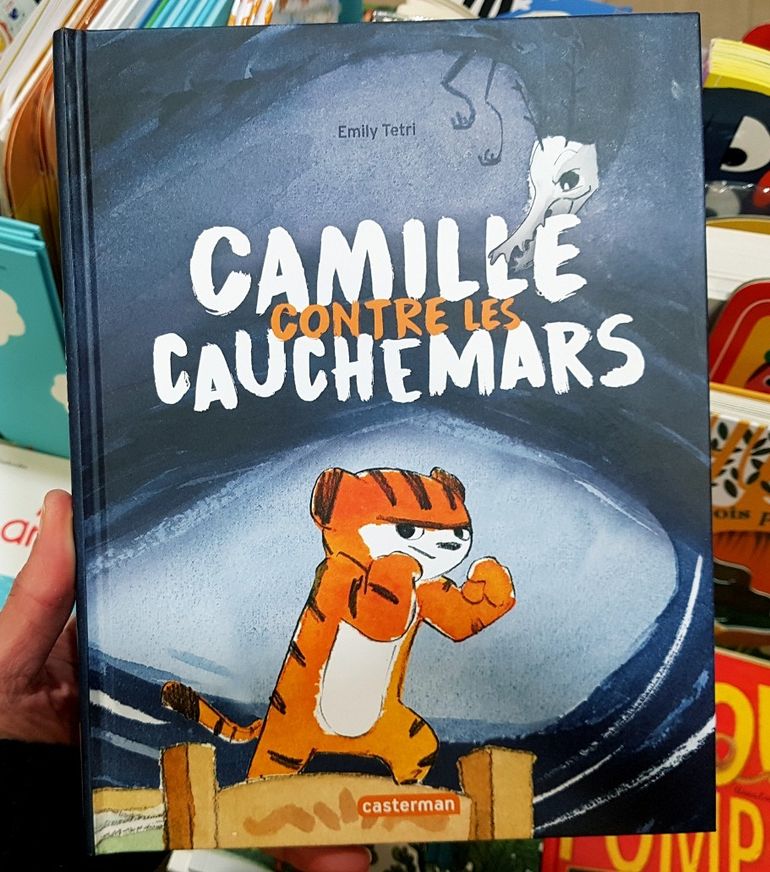 Emily Tetri
CAMILLE
CONTRE LES
CAUCHEMARS
casterman